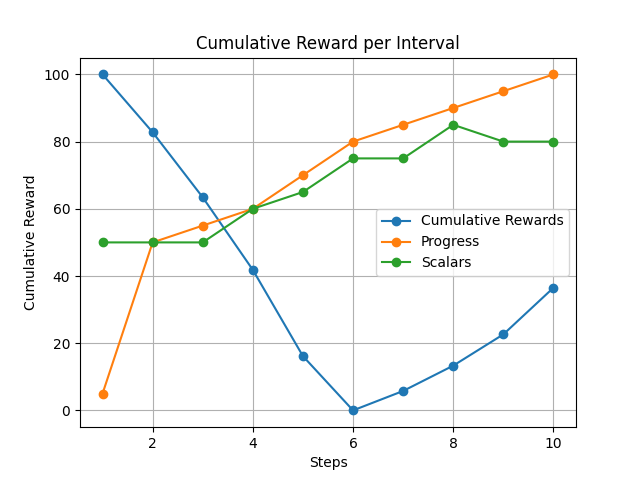 Cumulative Reward per Interval
100
80
60
40
20
0
Cumulative Reward
Cumulative Rewards
Progress
Scalars
2
4
6
8
10
Steps